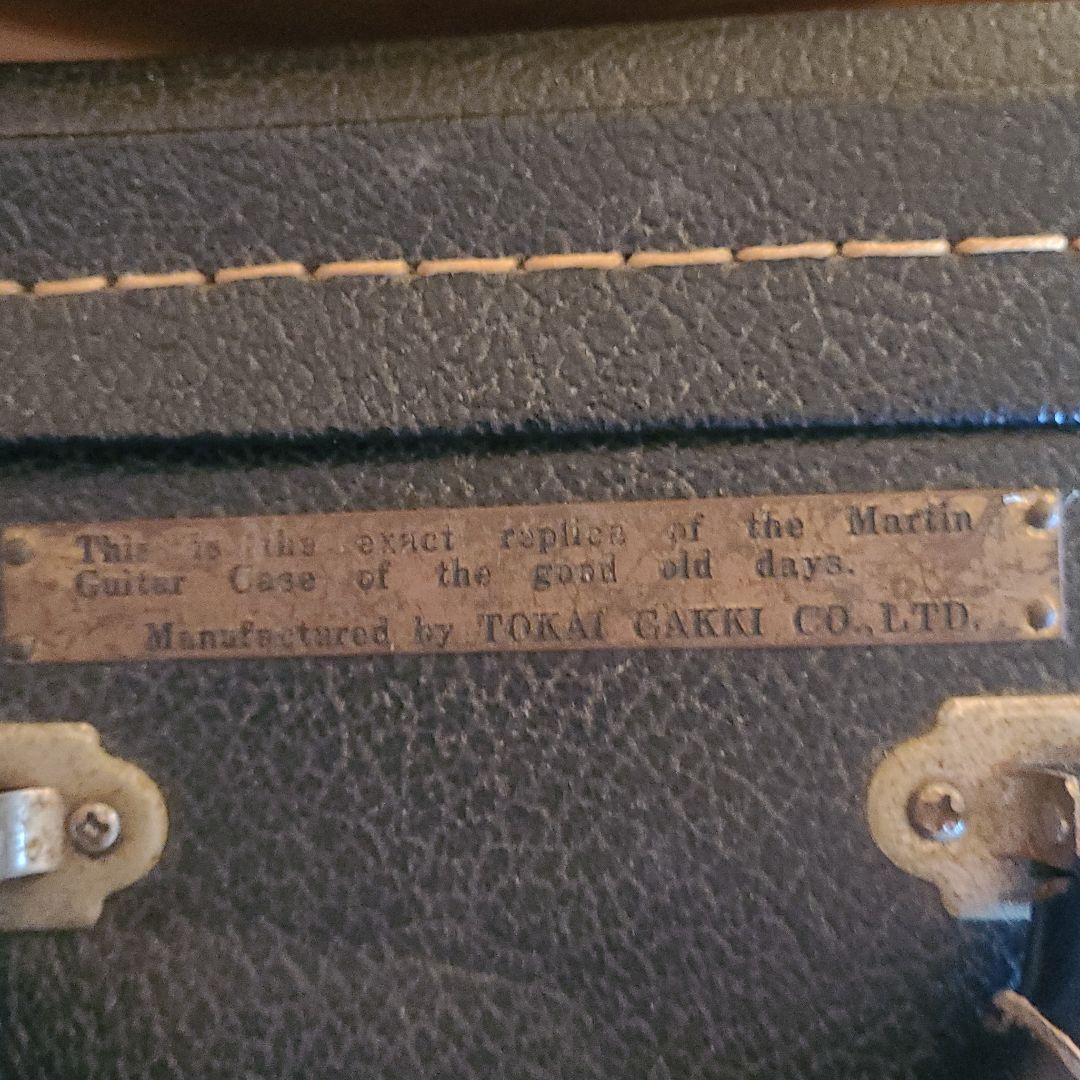 This is the exact replica of the Martin
Guitar Case of the good old days.
Manufactured by TOKAI GAKKI CO.,LTD.